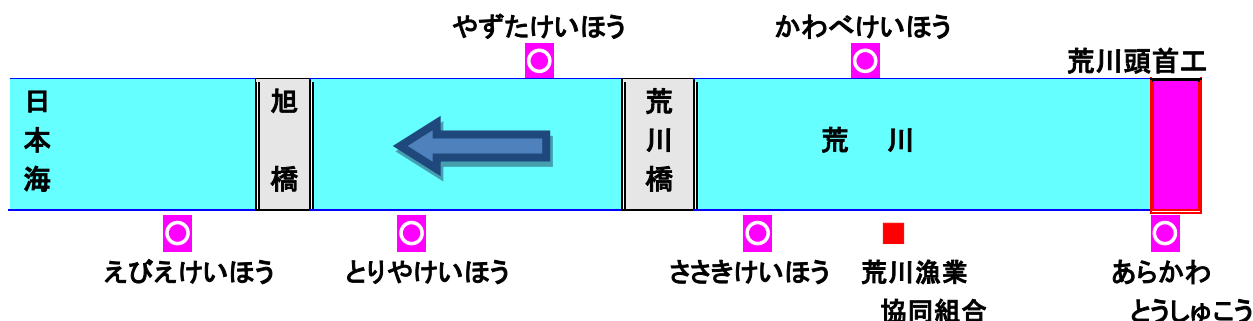 やずたけいほう
かわべけいほう
荒川頭首工
日本海
旭橋
荒川橋
荒 川
えびえけいほう
とりやけいほう
ささきけいほう
荒川漁業
協同組合
あらかわ
とうしゅこう